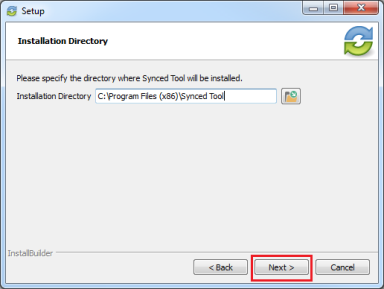 Setup
Installation Directory
Please specify the directory where Synced Tool will be installed.
Installation Directory C:\Program Files (x86)\Synced Tool
InstallBuilder
< Back Next > Cancel